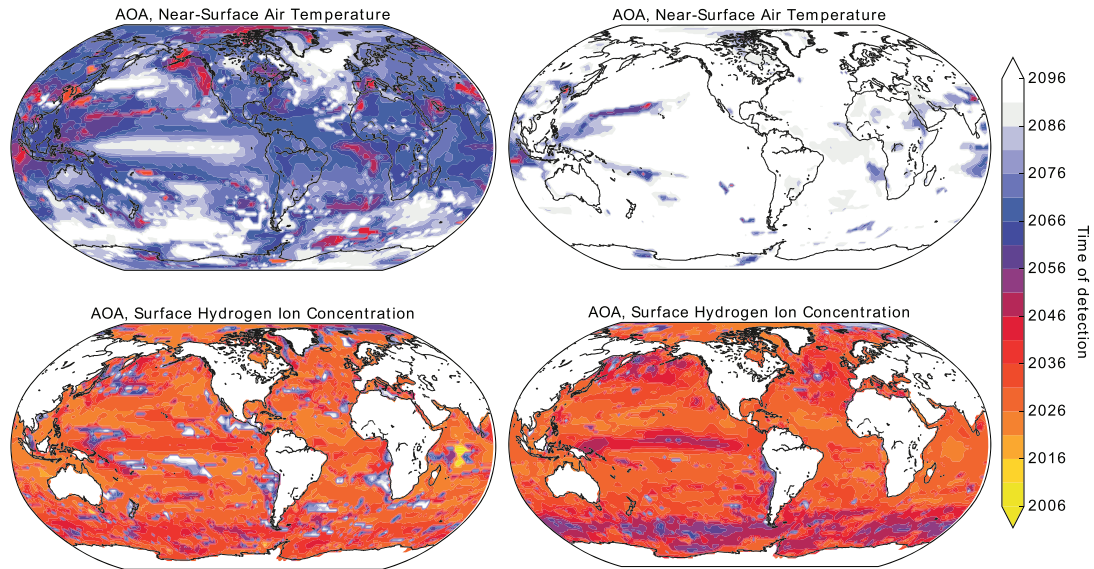 AOA, Near-Surface Air Temperature
AOA, Near-Surface Air Temperature
AOA, Surface Hydrogen Ion Concentration
AOA, Surface Hydrogen Ion Concentration
2096
2086
2076
2066
2056
2046
2036
2026
2016
2006
Time of detection